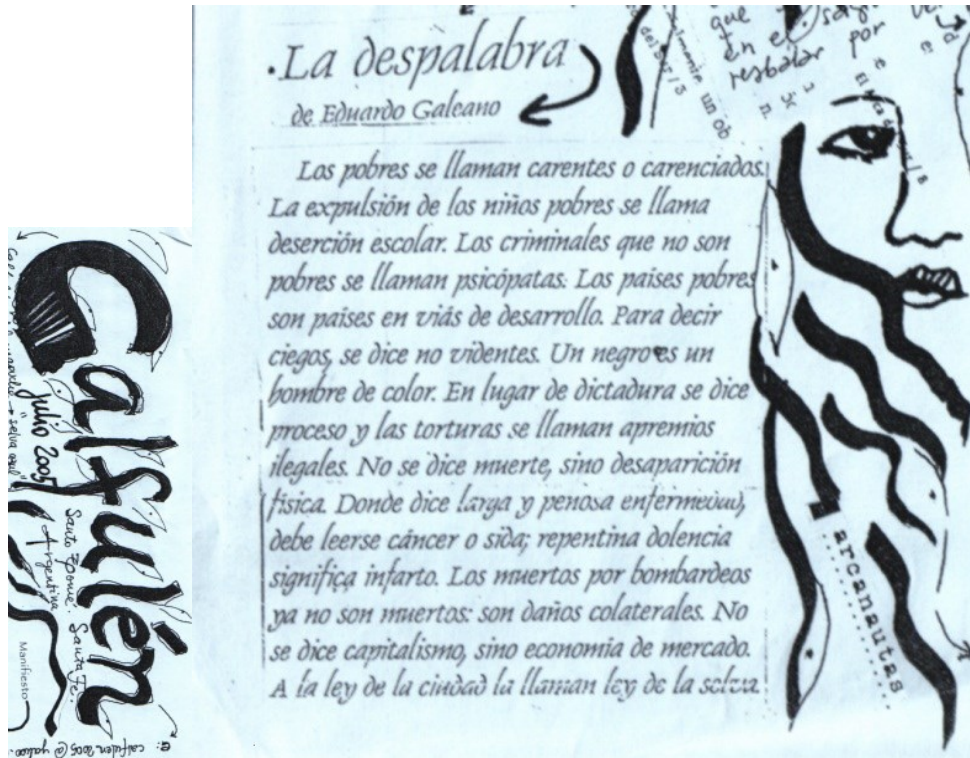 La despalabra
de Eduardo Galeano
Los pobres se llaman carentes o carenciados.
La expulsión de los niños pobres se llama
deserción escolar. Los criminales que no son
pobres se llaman psicópatas. Los países pobres
son países en viás de desarrollo. Para decir
ciegos, se dice no videntes. Un negro es un
hombre de color. En lugar de dictadura se dice
proceso y las torturas se llaman apremios
ilegales. No se dice muerte, sino desaparición
física. Donde dice larga y penosa enfermedad,
debe leerse cáncer o sida; repentina dolencia
significa infarto. Los muertos por bombardeos
ya no son muertos: son daños colaterales. No
se dice capitalismo, sino economía de mercado.
A la ley de la ciudad la llaman ley de la selva
que
en el
resbalar
por
un ob
arcanautas
Calfulén
julio 2005
Santo Tomé. Santa Fe.
Argentina
Manifiesto
e: calfulen2005@yahoo.